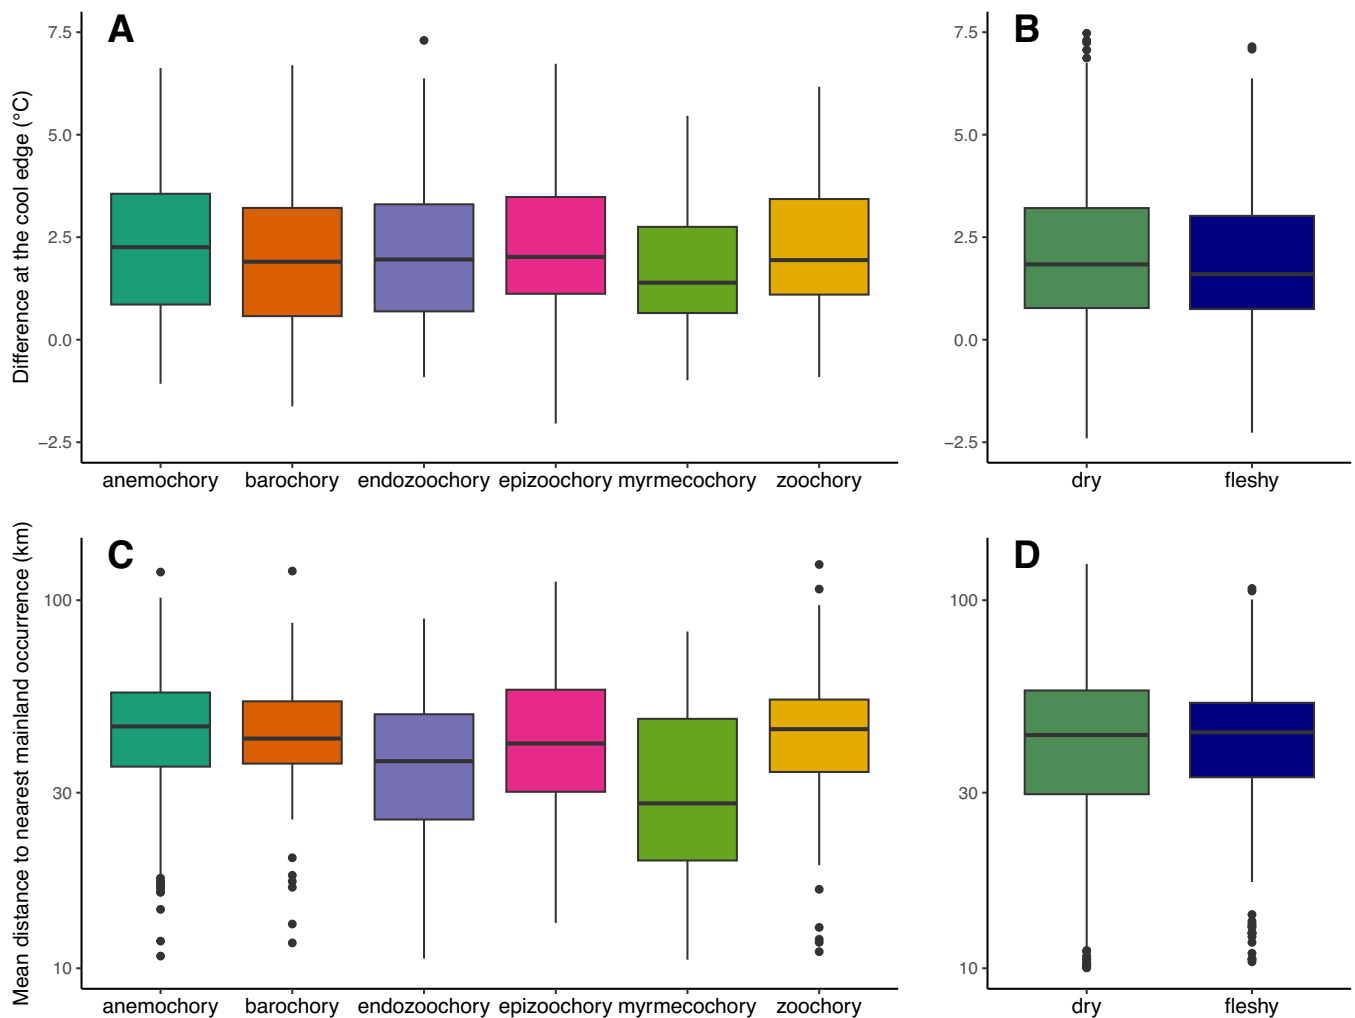 A
B
Difference at the cool edge (°C)
7.5
5.0
2.5
0.0
−2.5
anemochory barochory endozoochory epizoochory myrmecochory zoochory
7.5
5.0
2.5
0.0
−2.5
dry fleshy
C
D
Mean distance to nearest mainland occurrence (km)
100
30
10
anemochory barochory endozoochory epizoochory myrmecochory zoochory
100
30
10
dry fleshy